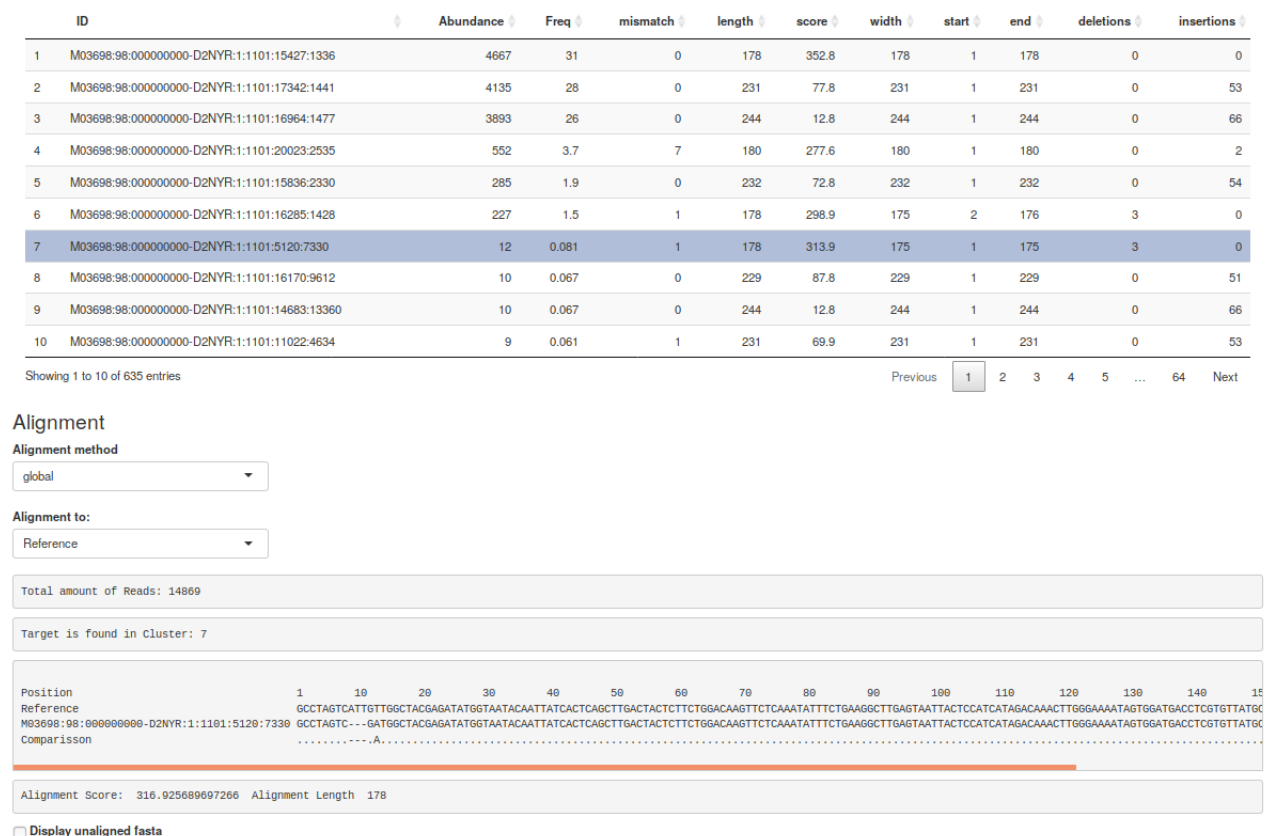 ID Abundance Freq mismatch length score width start end deletions insertions
1 M03698:98:000000000-D2NYR:1:1101:15427:1336 4667 31 0 178 352.8 178 1 178 0 0
2 M03698:98:000000000-D2NYR:1:1101:17342:1441 4135 28 0 231 77.8 231 1 231 0 53
3 M03698:98:000000000-D2NYR:1:1101:16964:1477 3893 26 0 244 12.8 244 1 244 0 66
4 M03698:98:000000000-D2NYR:1:1101:20023:2535 552 3.7 7 180 277.6 180 1 180 0 2
5 M03698:98:000000000-D2NYR:1:1101:15836:2330 285 1.9 0 232 72.8 232 1 232 0 54
6 M03698:98:000000000-D2NYR:1:1101:16285:1428 227 1.5 1 178 298.9 175 2 176 3 0
7 M03698:98:000000000-D2NYR:1:1101:5120:7330 12 0.081 1 178 313.9 175 1 175 3 0
8 M03698:98:000000000-D2NYR:1:1101:16170:9612 10 0.067 0 229 87.8 229 1 229 0 51
9 M03698:98:000000000-D2NYR:1:1101:14683:13360 10 0.067 0 244 12.8 244 1 244 0 66
10 M03698:98:000000000-D2NYR:1:1101:11022:4634 9 0.061 1 231 69.9 231 1 231 0 53
Showing 1 to 10 of 635 entries Previous 1 2 3 4 5 … 64 Next
Alignment
Alignment method
global
Alignment to:
Reference
Total amount of Reads: 14869
Target is found in Cluster: 7
Position 1 10 20 30 40 50 60 70 80 90 100 110 120 130 140 15
Reference GCCTAGTCATTGTTGGCTACGAGATATGGTAATACAATTATCACTCAGCTTGACTACTCTTCTGGACAAGTTCTCAAATATTTCTGAAGGCTTGAGTAATTACTCCATCATAGACAAACTTGGGAAAATAGTGGATGACCTCGTGTTATGC
M03698:98:000000000-D2NYR:1:1101:5120:7330 GCCTAGTC---GATGGCTACGAGATATGGTAATACAATTATCACTCAGCTTGACTACTCTTCTGGACAAGTTCTCAAATATTTCTGAAGGCTTGAGTAATTACTCCATCATAGACAAACTTGGGAAAATAGTGGATGACCTCGTGTTATGC
Comparisson ........---.A..........................................................................................................................................
Alignment Score: 316.925689697266 Alignment Length 178
Display unaligned fasta